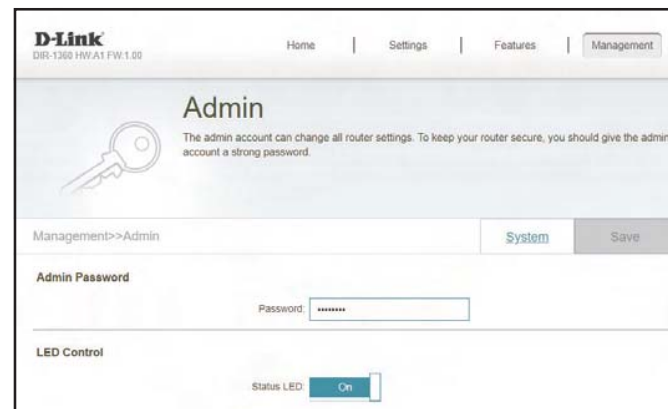 D-Link
DIR-1360 HW:A1 FW:1.00
Home | Settings | Features | Management
Admin
The admin account can change all router settings. To keep your router secure, you should give the admin
account a strong password.
Management>>Admin
System
Save
Admin Password
Password:
LED Control
Status LED: On